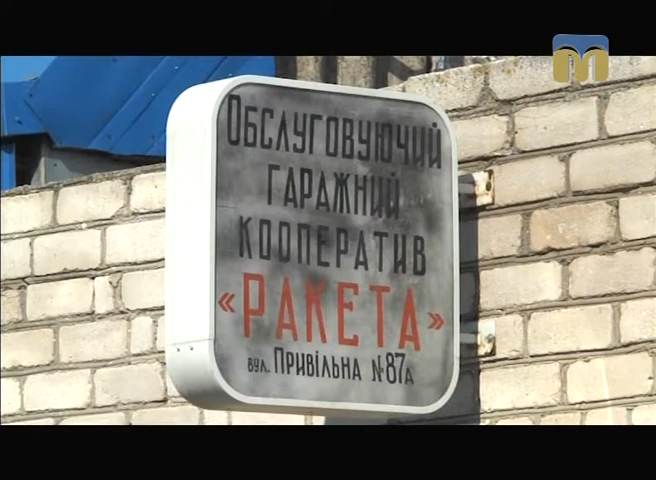 Обслуговуючий
гаражний
кооператив
«РАКЕТА»
вул. Привільна №87а